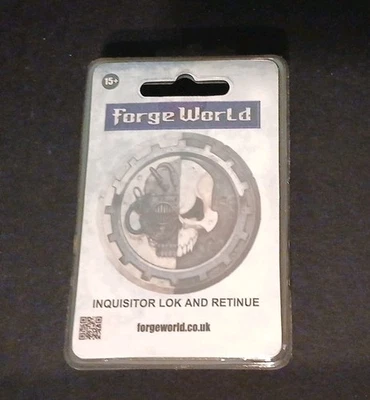 15+
Forge World
INQUISITOR LOK AND RETINUE
forgeworld.co.uk